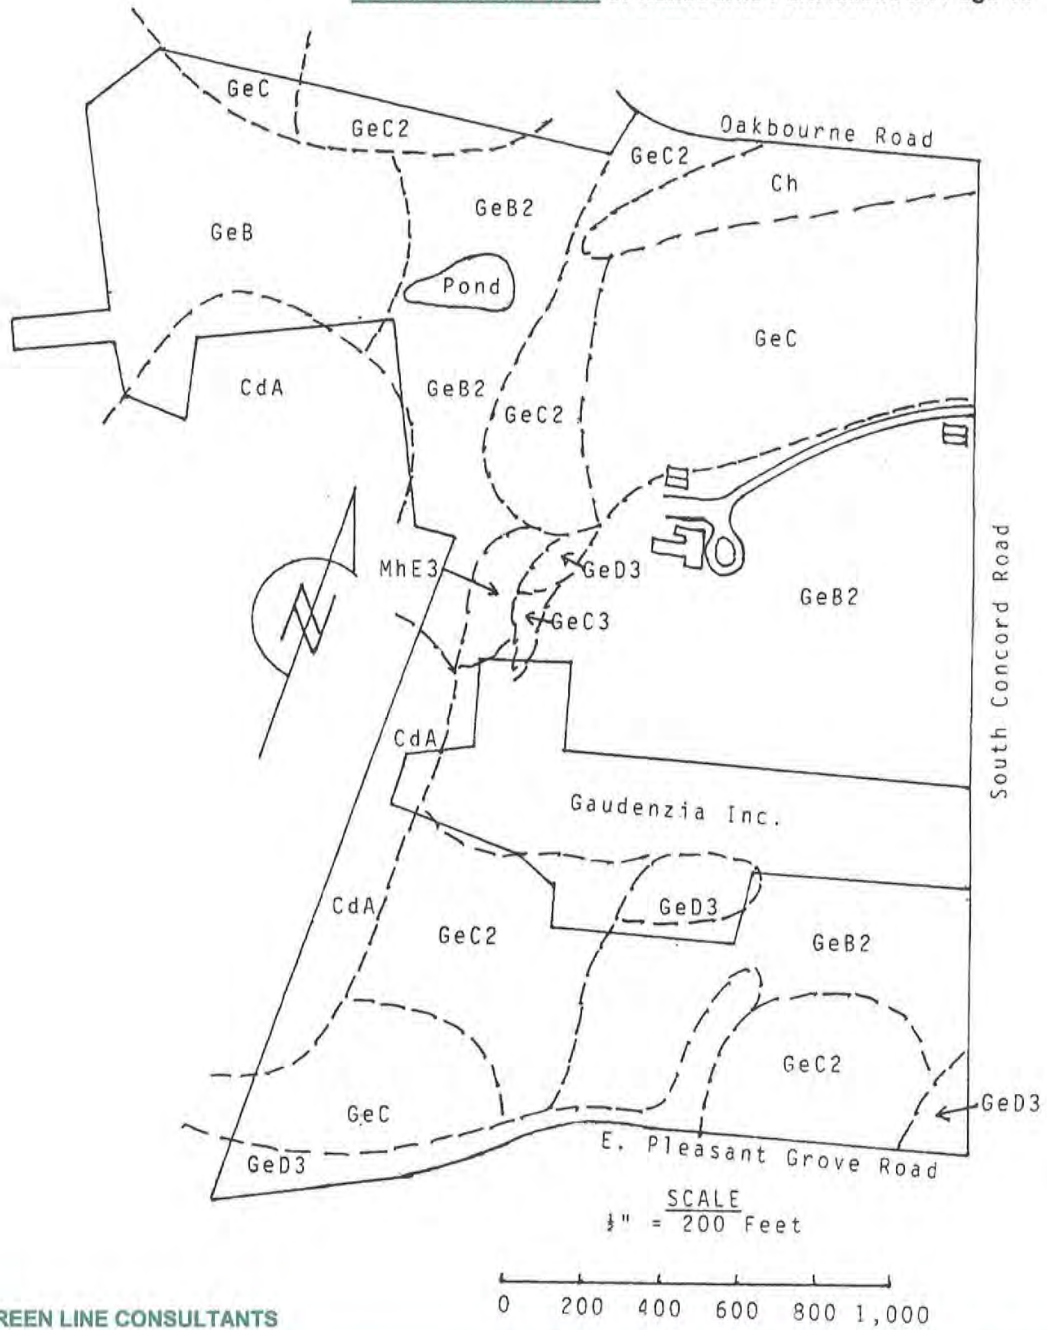 GeC
GeC2
Oakbourne Road
GeC2
Ch
GeB2
GeB
Pond
GeC
CdA
GeB2
GeC2
MhE3
GeD3
GeB2
GeC3
South Concord Road
CdA
Gaudenzia Inc.
CdA
GeD3
GeC2
GeB2
GeC2
GeD3
GeC
E. Pleasant Grove Road
GeD3
SCALE
½" = 200 Feet
0 200 400 600 800 1,000
REEN LINE CONSULTANTS